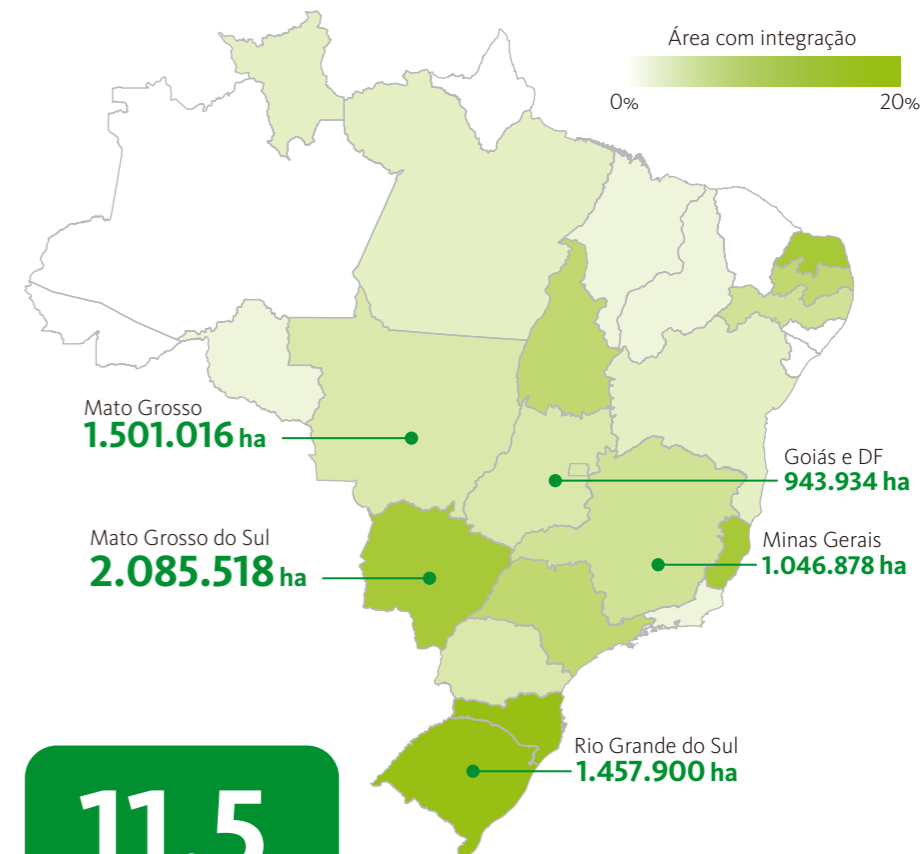 Área com integração
0%
20%
Mato Grosso
1.501.016 ha
Goiás e DF
943.934 ha
Mato Grosso do Sul
2.085.518 ha
Minas Gerais
1.046.878 ha
Rio Grande do Sul
1.457.900 ha
11,5